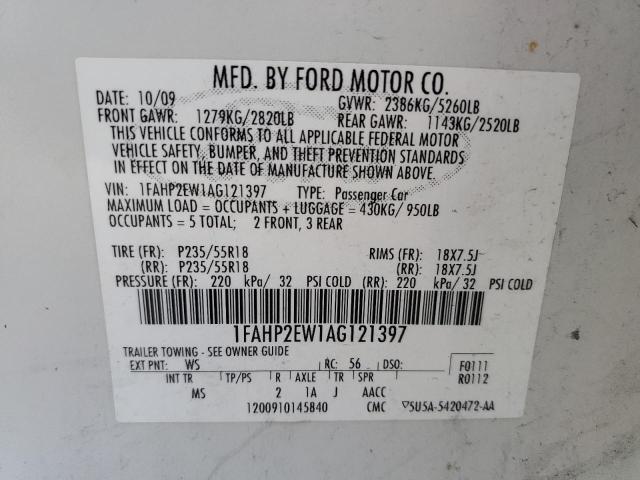 MFD. BY FORD MOTOR CO.
DATE: 10/09 GVWR: 2386KG/5260LB
FRONT GAWR: 1279KG/2820LB REAR GAWR: 1143KG/2520LB
THIS VEHICLE CONFORMS TO ALL APPLICABLE FEDERAL MOTOR
VEHICLE SAFETY, BUMPER, AND THEFT PREVENTION STANDARDS
IN EFFECT ON THE DATE OF MANUFACTURE SHOWN ABOVE.
VIN: 1FAHP2EW1AG121397 TYPE: Passenger Car
MAXIMUM LOAD = OCCUPANTS + LUGGAGE = 430KG/ 950LB
OCCUPANTS = 5 TOTAL; 2 FRONT, 3 REAR
TIRE (FR): P235/55R18 RIMS (FR): 18X7.5J
(RR): P235/55R18 (RR): 18X7.5J
PRESSURE (FR): 220 kPa/ 32 PSI COLD (RR): 220 kPa/ 32 PSI COLD
1FAHP2EW1AG121397
TRAILER TOWING - SEE OWNER GUIDE
EXT PNT: WS RC: 56 DSO: F0111
INT TR TP/PS R AXLE TR SPR R0112
MS 2 1A J AACC
1200910145840 CMC ▽5U5A-5420472-AA